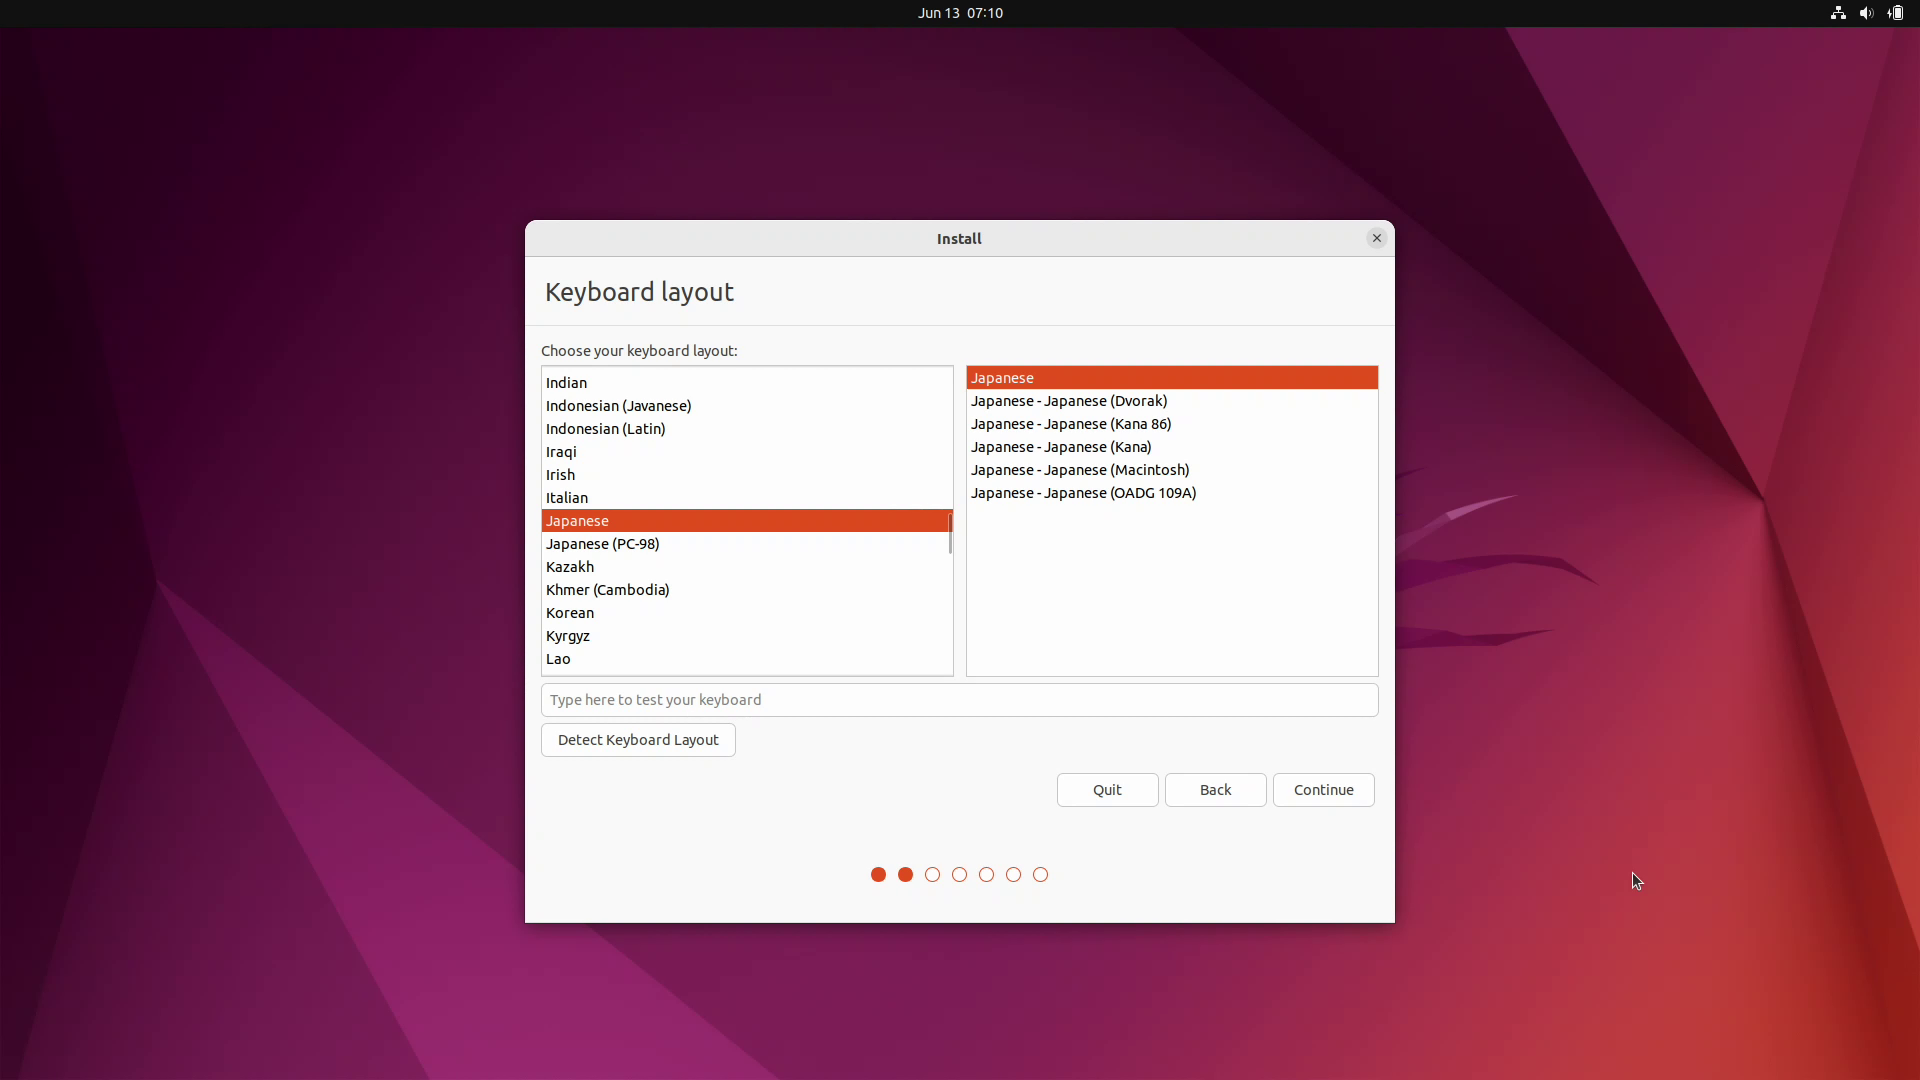 Jun 13 07:10
Install
Keyboard layout
Choose your keyboard layout:
Indian
Indonesian (Javanese)
Indonesian (Latin)
Iraqi
Irish
Italian
Japanese
Japanese (PC-98)
Kazakh
Khmer (Cambodia)
Korean
Kyrgyz
Lao
Japanese
Japanese - Japanese (Dvorak)
Japanese - Japanese (Kana 86)
Japanese - Japanese (Kana)
Japanese - Japanese (Macintosh)
Japanese - Japanese (OADG 109A)
Type here to test your keyboard
Detect Keyboard Layout
Quit Back Continue